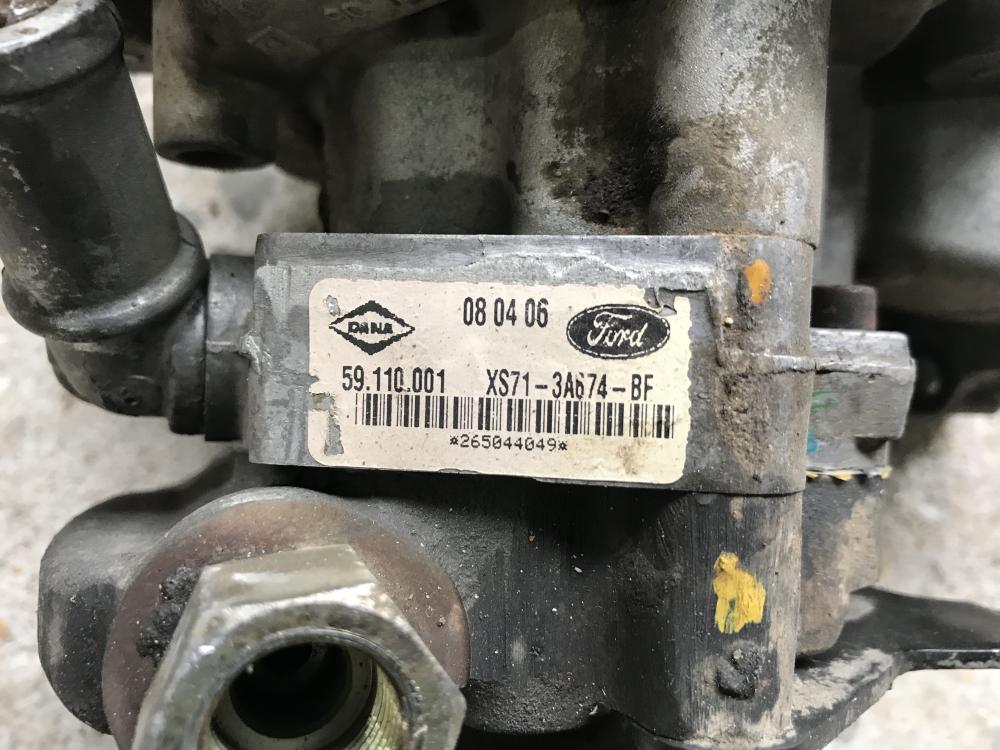 DANA 08 04 06 Ford
59.110.001 XS71-3A674-BF
*265044049*